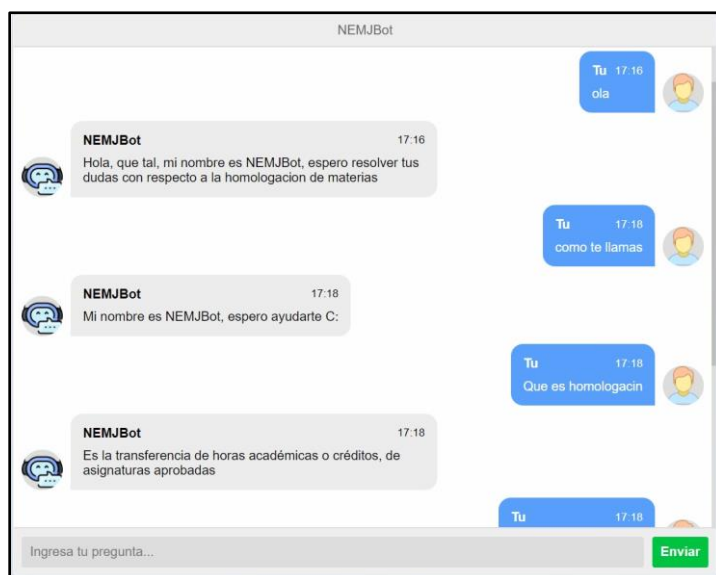 NEMJBot
Tu 17:16
ola
NEMJBot 17:16
Hola, que tal, mi nombre es NEMJBot, espero resolver tus
dudas con respecto a la homologacion de materias
Tu 17:18
como te llamas
NEMJBot 17:18
Mi nombre es NEMJBot, espero ayudarte C:
Tu 17:18
Que es homologacin
NEMJBot 17:18
Es la transferencia de horas académicas o créditos, de
asignaturas aprobadas
Tu 17:18
Ingresa tu pregunta...
Enviar